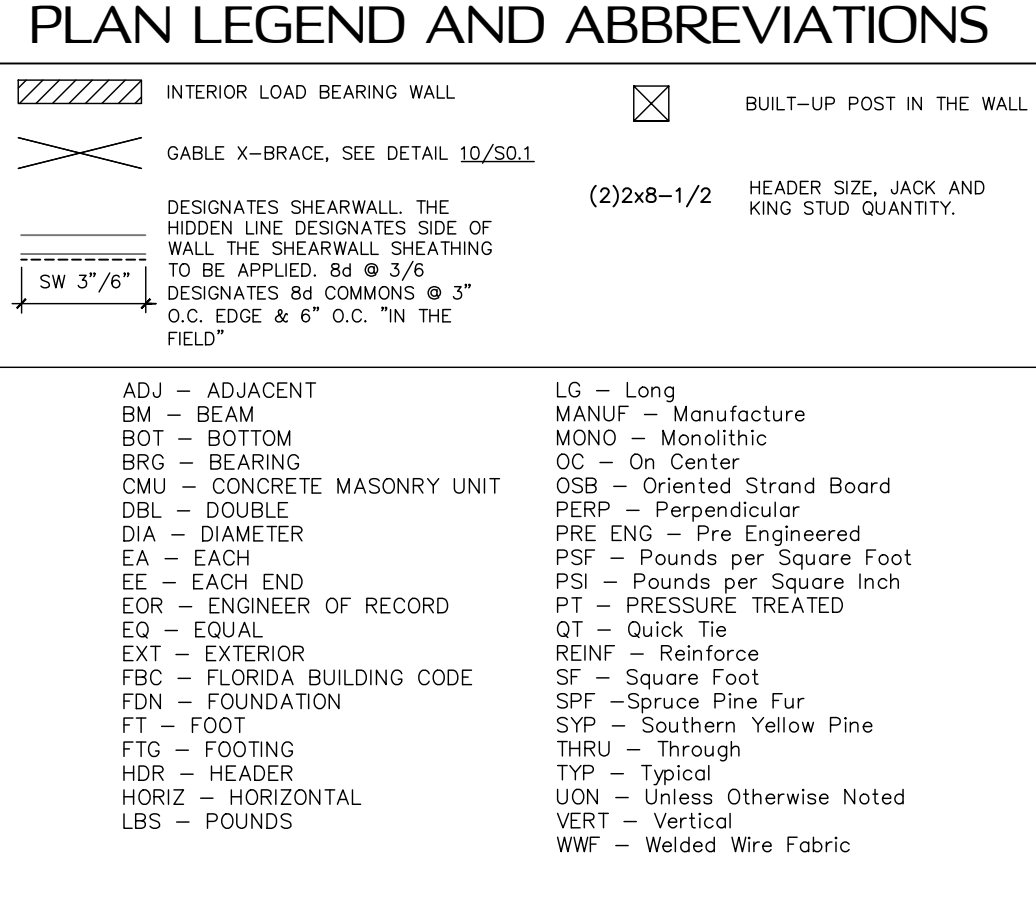 PLAN LEGEND AND ABBREVIATIONS
INTERIOR LOAD BEARING WALL
GABLE X-BRACE, SEE DETAIL 10/S0.1
DESIGNATES SHEARWALL. THE
HIDDEN LINE DESIGNATES SIDE OF
WALL THE SHEARWALL SHEATHING
TO BE APPLIED. 8d @ 3/6
DESIGNATES 8d COMMONS @ 3"
O.C. EDGE & 6" O.C. "IN THE
FIELD"
SW 3"/6"
BUILT-UP POST IN THE WALL
(2)2x8-1/2
HEADER SIZE, JACK AND
KING STUD QUANTITY.
ADJ - ADJACENT
BM - BEAM
BOT - BOTTOM
BRG - BEARING
CMU - CONCRETE MASONRY UNIT
DBL - DOUBLE
DIA - DIAMETER
EA - EACH
EE - EACH END
EOR - ENGINEER OF RECORD
EQ - EQUAL
EXT - EXTERIOR
FBC - FLORIDA BUILDING CODE
FDN - FOUNDATION
FT - FOOT
FTG - FOOTING
HDR - HEADER
HORIZ - HORIZONTAL
LBS - POUNDS
LG - Long
MANUF - Manufacture
MONO - Monolithic
OC - On Center
OSB - Oriented Strand Board
PERP - Perpendicular
PRE ENG - Pre Engineered
PSF - Pounds per Square Foot
PSI - Pounds per Square Inch
PT - PRESSURE TREATED
QT - Quick Tie
REINF - Reinforce
SF - Square Foot
SPF -Spruce Pine Fur
SYP - Southern Yellow Pine
THRU - Through
TYP - Typical
UON - Unless Otherwise Noted
VERT - Vertical
WWF - Welded Wire Fabric